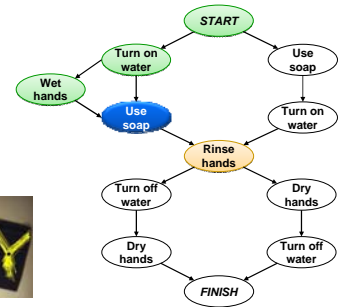 START
Turn on
water
Use
soap
Wet
hands
Use
soap
Turn on
water
Rinse
hands
Turn off
water
Dry
hands
Dry
hands
Turn off
water
FINISH